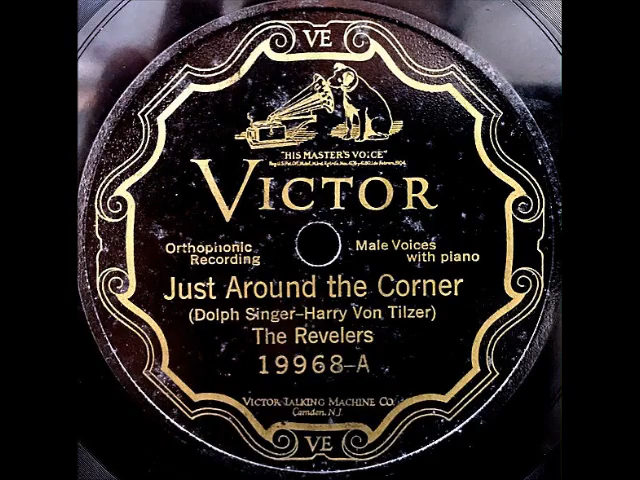 VE
"HIS MASTER'S VOICE"
VICTOR
Orthophonic Recording
Male Voices with piano
Just Around the Corner
(Dolph Singer–Harry Von Tilzer)
The Revelers
19968-A
VICTOR TALKING MACHINE CO.
Camden, N.J.
VE